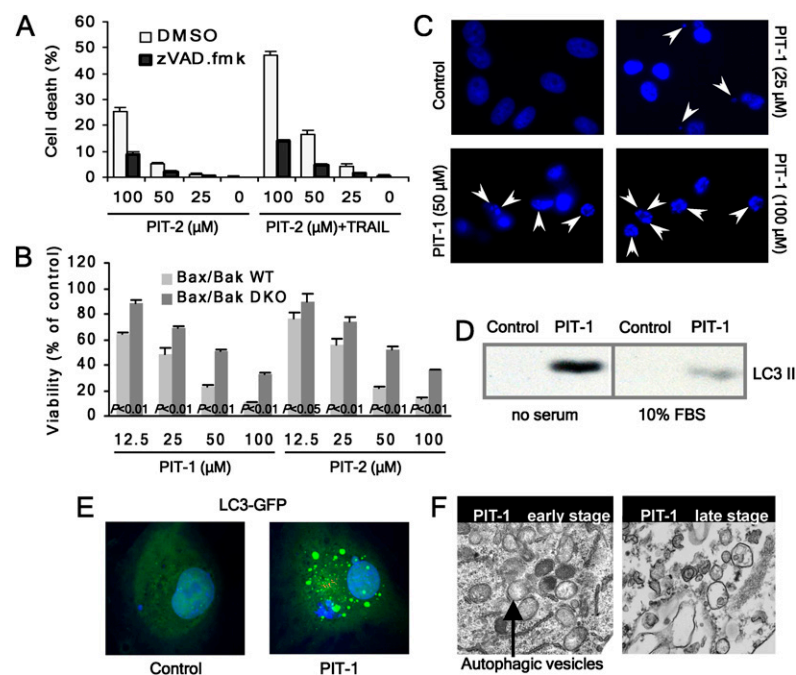 A
Cell death (%)
60
50
40
30
20
10
0
DMSO
zVAD.fmk
100 50 25 0 100 50 25 0
PIT-2 (µM) PIT-2 (µM)+TRAIL
B
Viability (% of control)
120
100
80
60
40
20
0
Bax/Bak WT
Bax/Bak DKO
P<0.01 P<0.01 P<0.01 P<0.01 P<0.05 P<0.01 P<0.01 P<0.01
12.5 25 50 100 12.5 25 50 100
PIT-1 (µM) PIT-2 (µM)
C
Control
PIT-1 (25 µM)
PIT-1 (50 µM)
PIT-1 (100 µM)
D
Control PIT-1 Control PIT-1
LC3 II
no serum 10% FBS
E
LC3-GFP
Control PIT-1
F
PIT-1 early stage
PIT-1 late stage
Autophagic vesicles